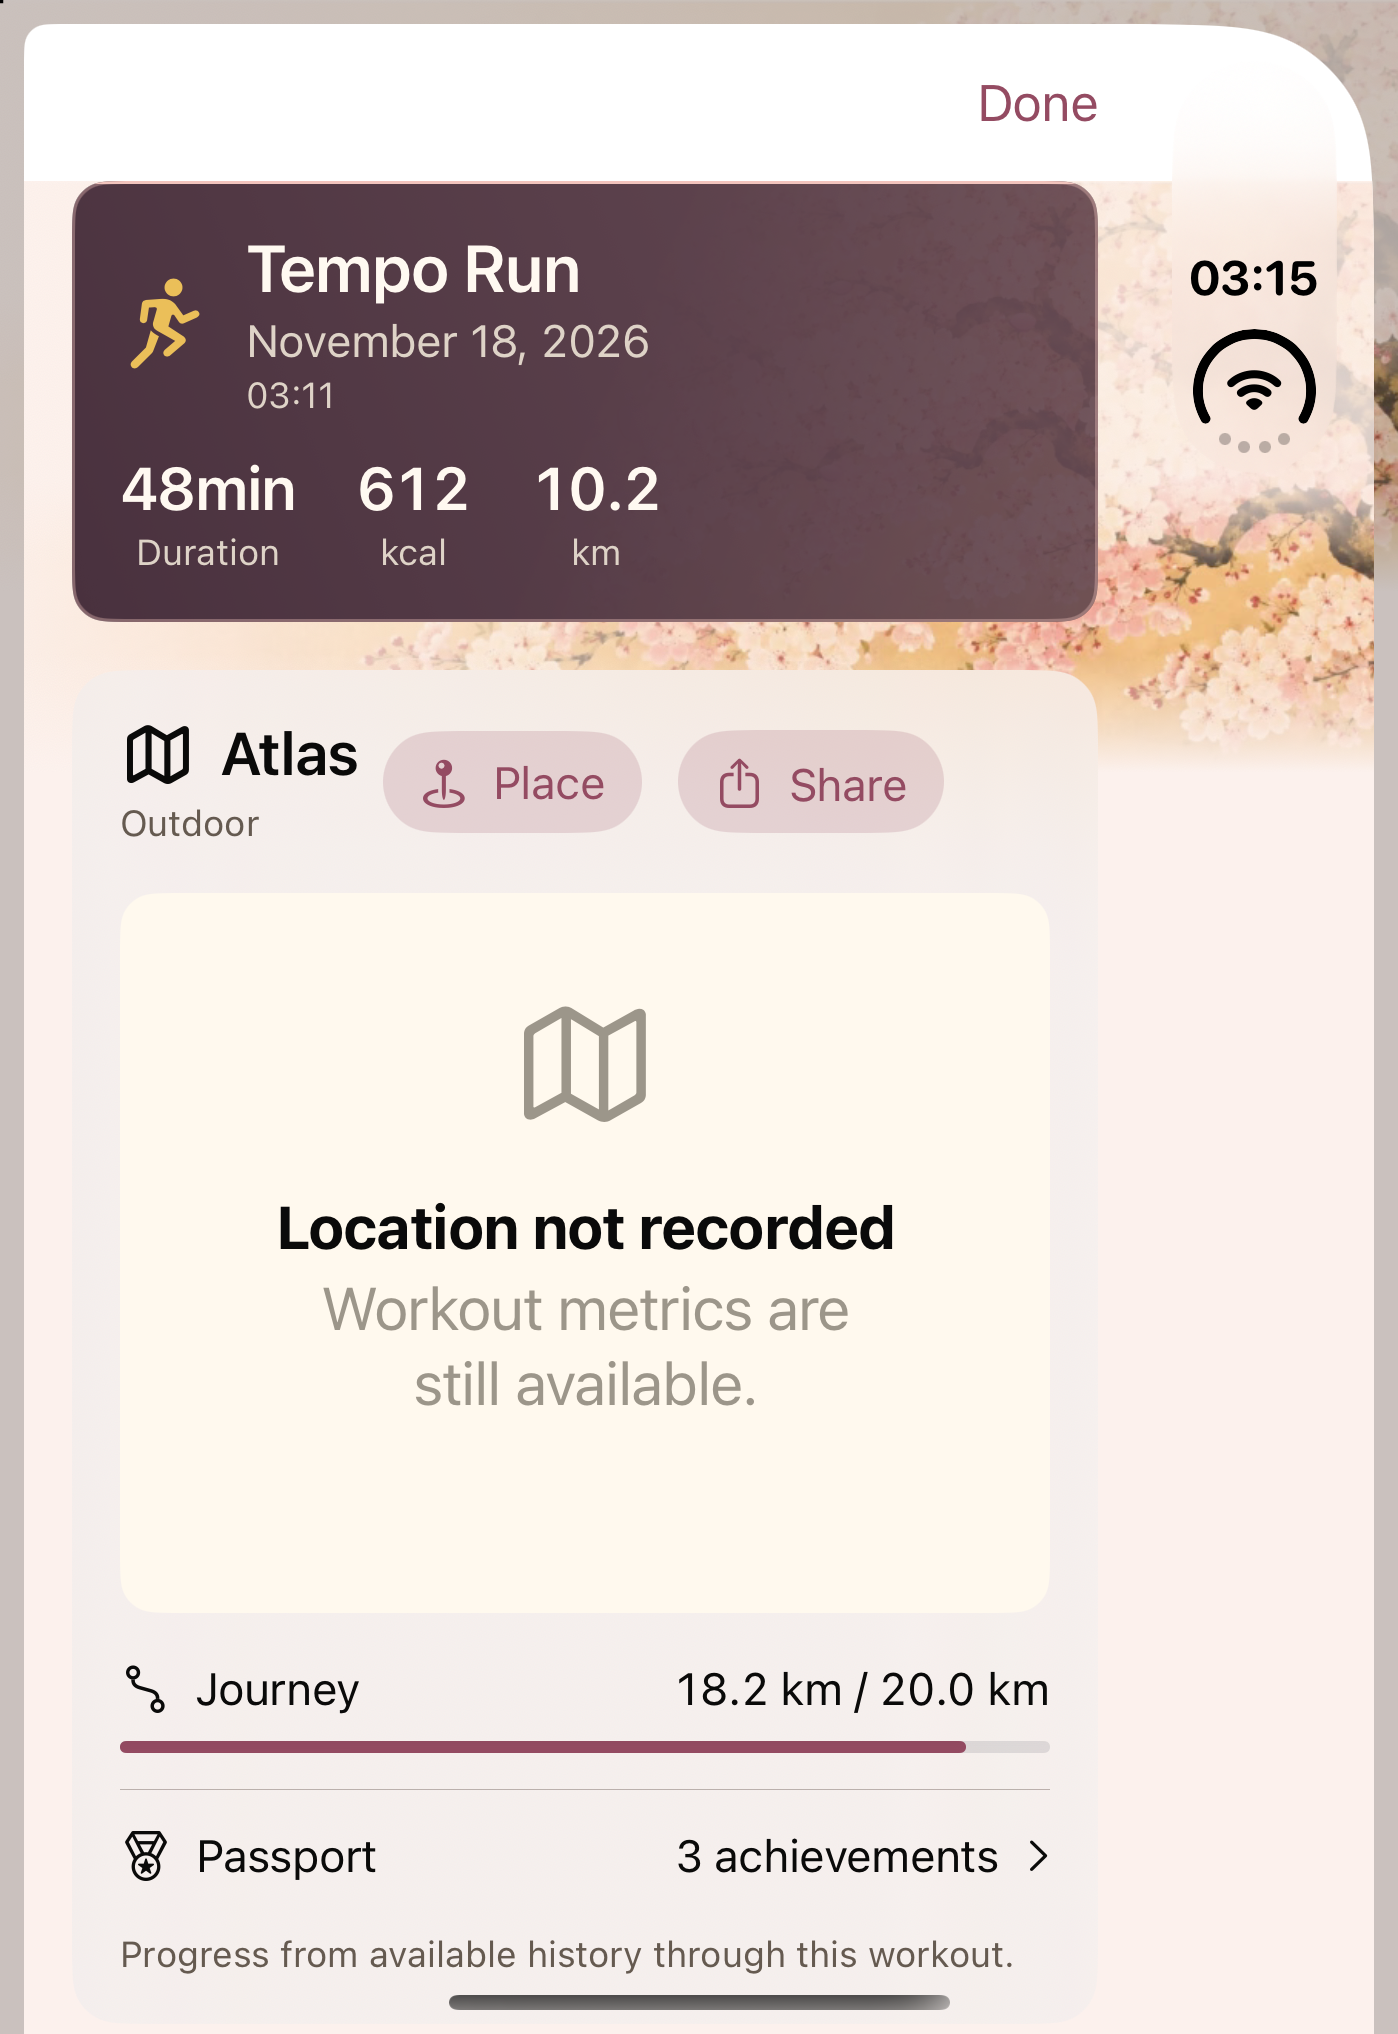 Done
03:15
Tempo Run
November 18, 2026
03:11
48min 612 10.2
Duration kcal km
Atlas
Outdoor
Place
Share
Location not recorded
Workout metrics are
still available.
Journey 18.2 km / 20.0 km
Passport 3 achievements
Progress from available history through this workout.